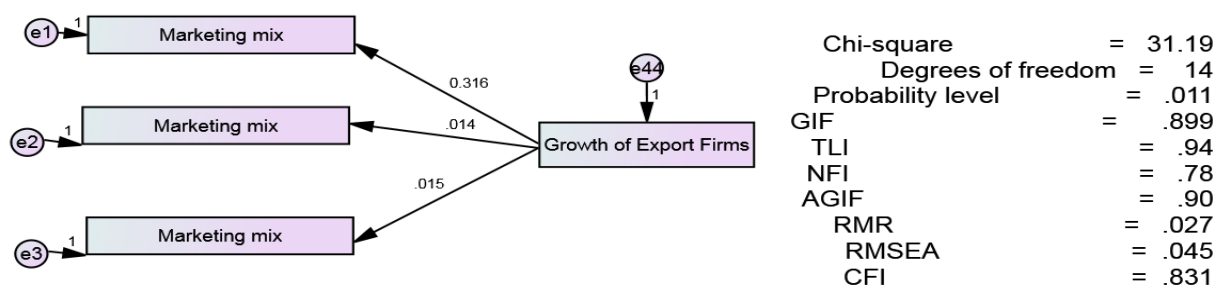 e1
1
Marketing mix
0.316
e2
1
Marketing mix
.014
e3
1
Marketing mix
.015
e44
1
Growth of Export Firms
Chi-square = 31.19
Degrees of freedom = 14
Probability level = .011
GIF = .899
TLI = .94
NFI = .78
AGIF = .90
RMR = .027
RMSEA = .045
CFI = .831